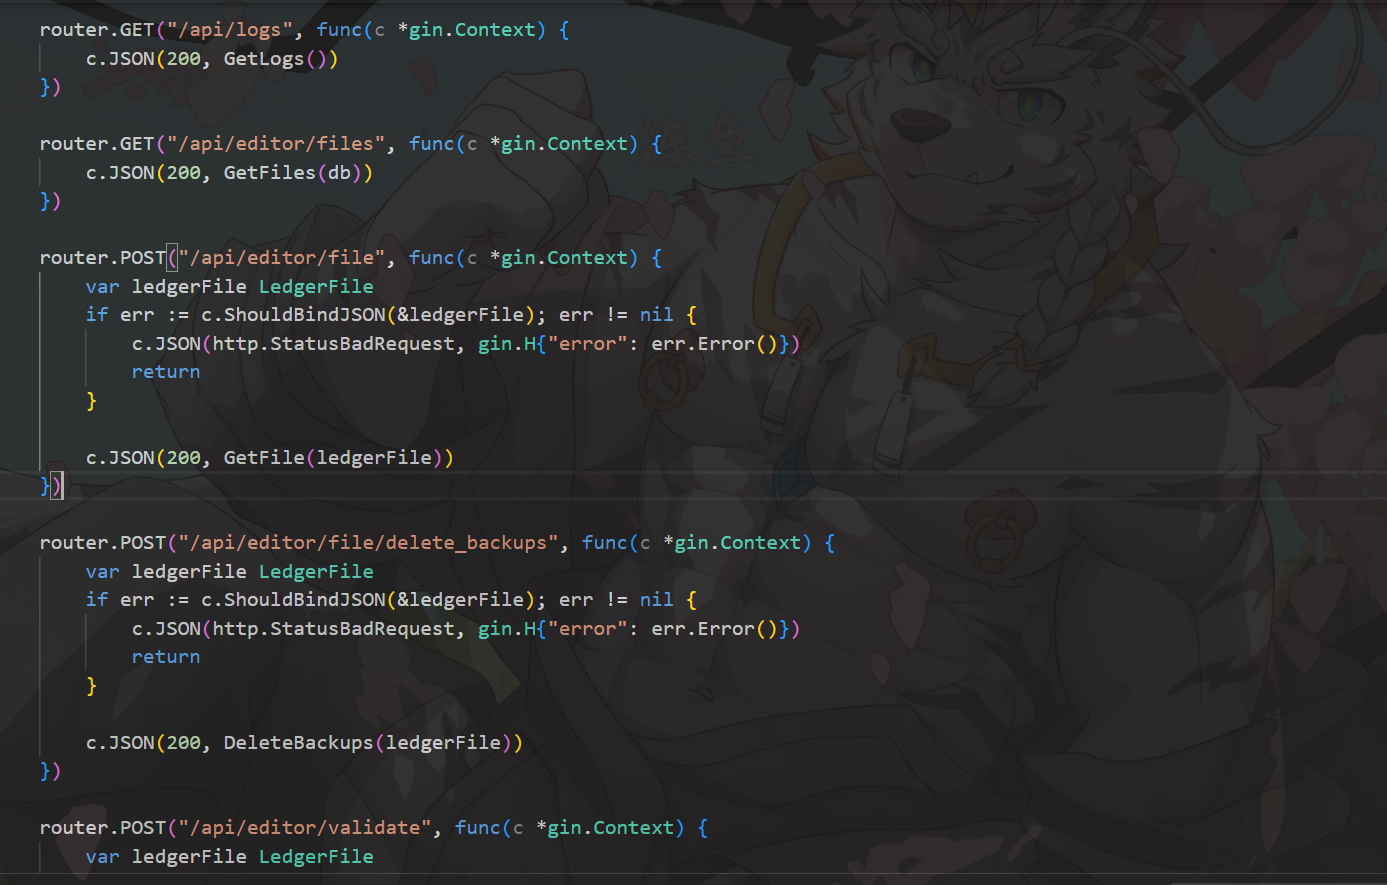 router.GET("/api/logs", func(c *gin.Context) {
    c.JSON(200, GetLogs())
})

router.GET("/api/editor/files", func(c *gin.Context) {
    c.JSON(200, GetFiles(db))
})

router.POST("/api/editor/file", func(c *gin.Context) {
    var ledgerFile LedgerFile
    if err := c.ShouldBindJSON(&ledgerFile); err != nil {
        c.JSON(http.StatusBadRequest, gin.H{"error": err.Error()})
        return
    }

    c.JSON(200, GetFile(ledgerFile))
})

router.POST("/api/editor/file/delete_backups", func(c *gin.Context) {
    var ledgerFile LedgerFile
    if err := c.ShouldBindJSON(&ledgerFile); err != nil {
        c.JSON(http.StatusBadRequest, gin.H{"error": err.Error()})
        return
    }

    c.JSON(200, DeleteBackups(ledgerFile))
})

router.POST("/api/editor/validate", func(c *gin.Context) {
    var ledgerFile LedgerFile